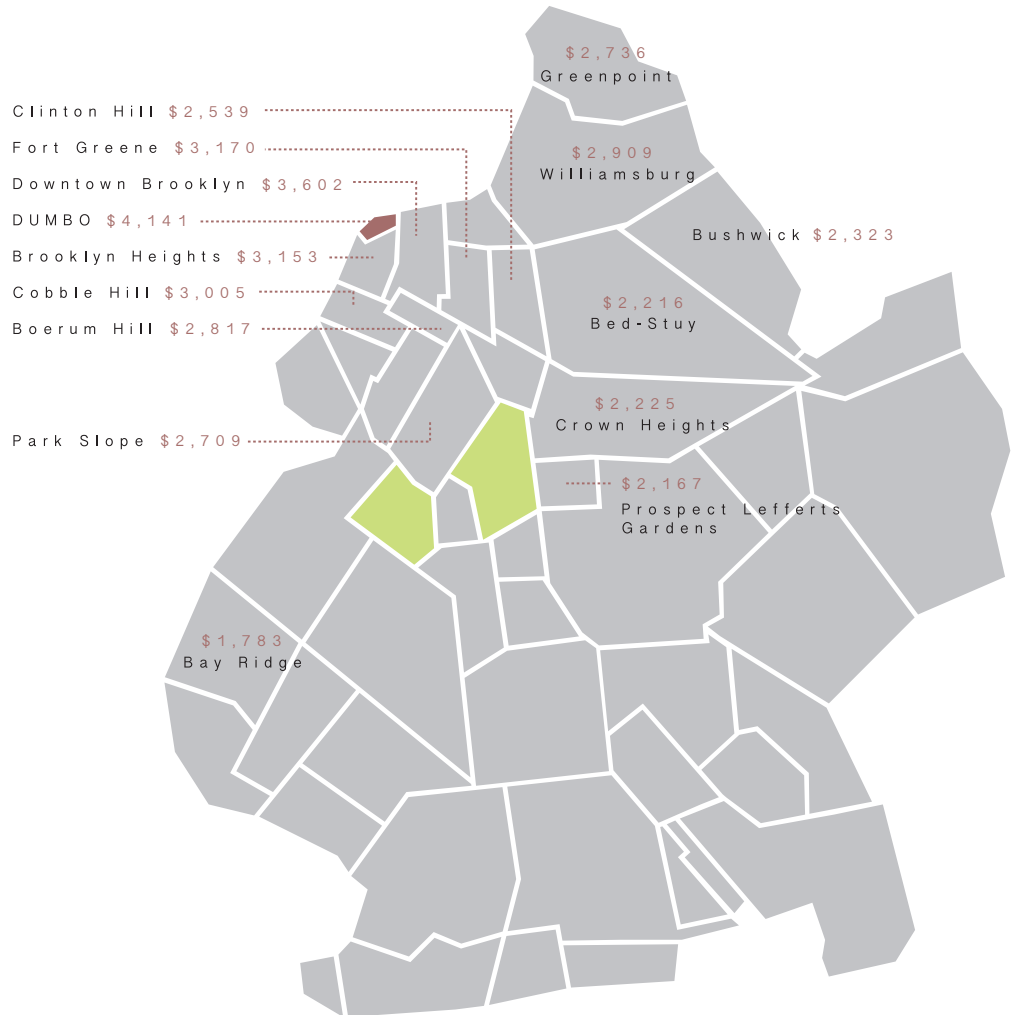 $2,736
Greenpoint
Clinton Hill $2,539
Fort Greene $3,170
$2,909
Williamsburg
Downtown Brooklyn $3,602
DUMBO $4,141
Bushwick $2,323
Brooklyn Heights $3,153
Cobble Hill $3,005
$2,216
Bed-Stuy
Boerum Hill $2,817
$2,225
Crown Heights
Park Slope $2,709
$2,167
Prospect Lefferts
Gardens
$1,783
Bay Ridge